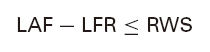 LAF − LFR ≤ RWS